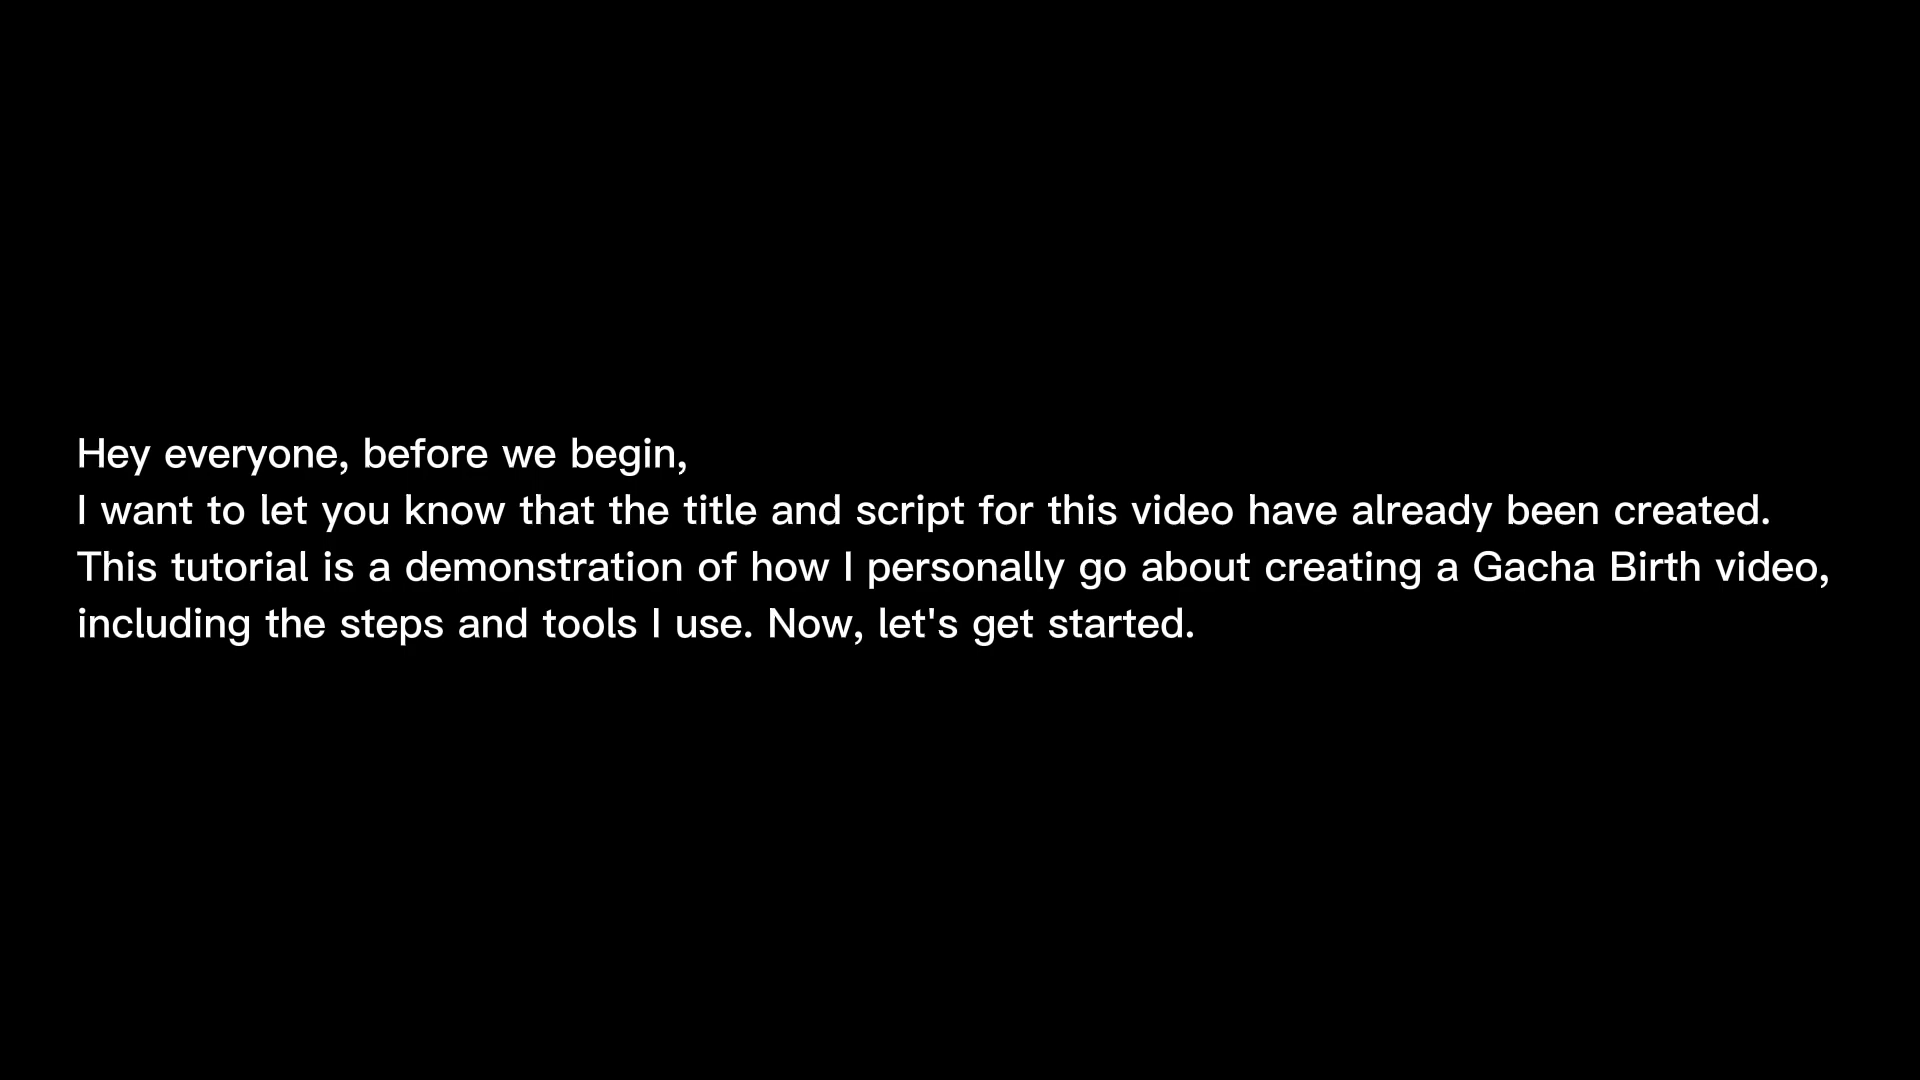 Hey everyone, before we begin,
I want to let you know that the title and script for this video have already been created.
This tutorial is a demonstration of how I personally go about creating a Gacha Birth video,
including the steps and tools I use. Now, let's get started.